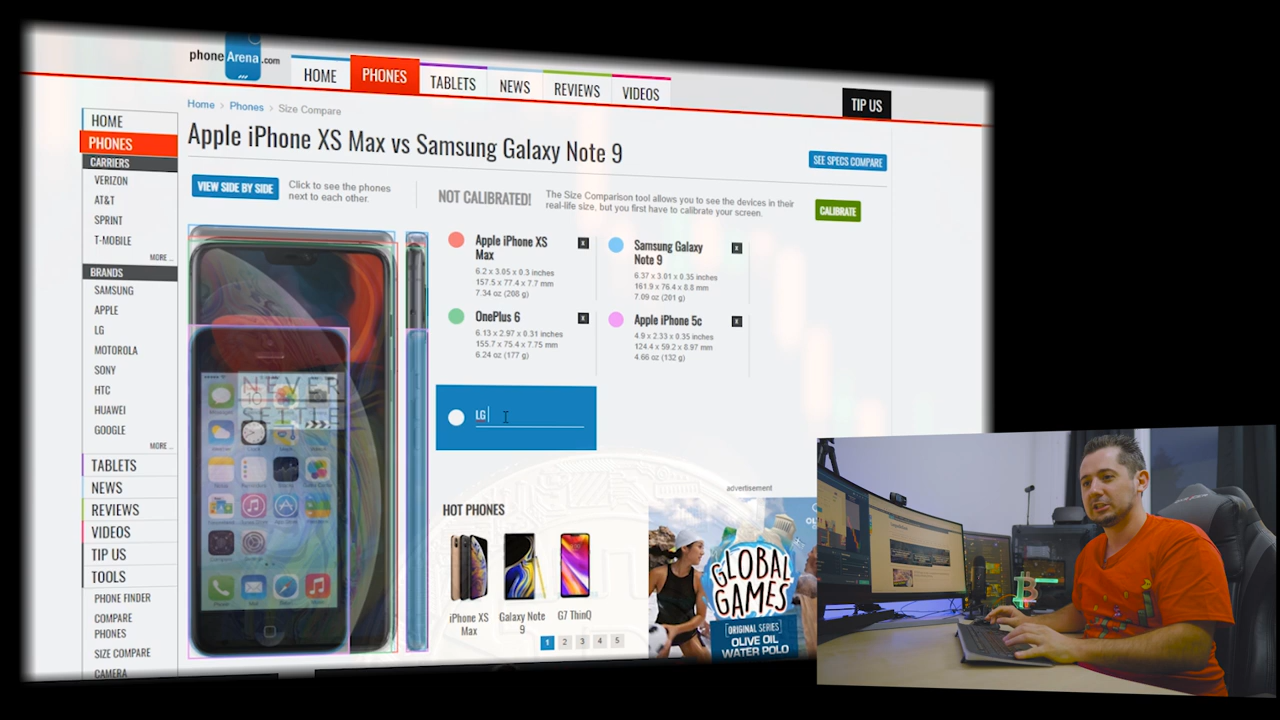 phoneArena.com
HOME
PHONES
TABLETS
NEWS
REVIEWS
VIDEOS
TIP US
Home > Phones > Size Compare
Apple iPhone XS Max vs Samsung Galaxy Note 9
SEE SPECS COMPARE
VIEW SIDE BY SIDE
Click to see the phones
next to each other.
NOT CALIBRATED!
The Size Comparison tool allows you to see the devices in their
real-life size, but you first have to calibrate your screen.
CALIBRATE
HOME
PHONES
CARRIERS
VERIZON
AT&T
SPRINT
T-MOBILE
MORE ...
BRANDS
SAMSUNG
APPLE
LG
MOTOROLA
SONY
HTC
HUAWEI
GOOGLE
MORE ...
TABLETS
NEWS
REVIEWS
VIDEOS
TIP US
TOOLS
PHONE FINDER
COMPARE
PHONES
SIZE COMPARE
CAMERA
Apple iPhone XS
Max
x
6.2 x 3.05 x 0.3 inches
157.5 x 77.4 x 7.7 mm
7.34 oz (208 g)
Samsung Galaxy
Note 9
x
6.37 x 3.01 x 0.35 inches
161.9 x 76.4 x 8.8 mm
7.09 oz (201 g)
OnePlus 6
x
6.13 x 2.97 x 0.31 inches
155.7 x 75.4 x 7.75 mm
6.24 oz (177 g)
Apple iPhone 5c
x
4.9 x 2.33 x 0.35 inches
124.4 x 59.2 x 8.97 mm
4.66 oz (132 g)
NEVER
SETTLE
LG
HOT PHONES
iPhone XS
Max
Galaxy Note
9
G7 ThinQ
1 2 3 4 5
advertisement
GLOBAL
GAMES
ORIGINAL SERIES
OLIVE OIL
WATER POLO